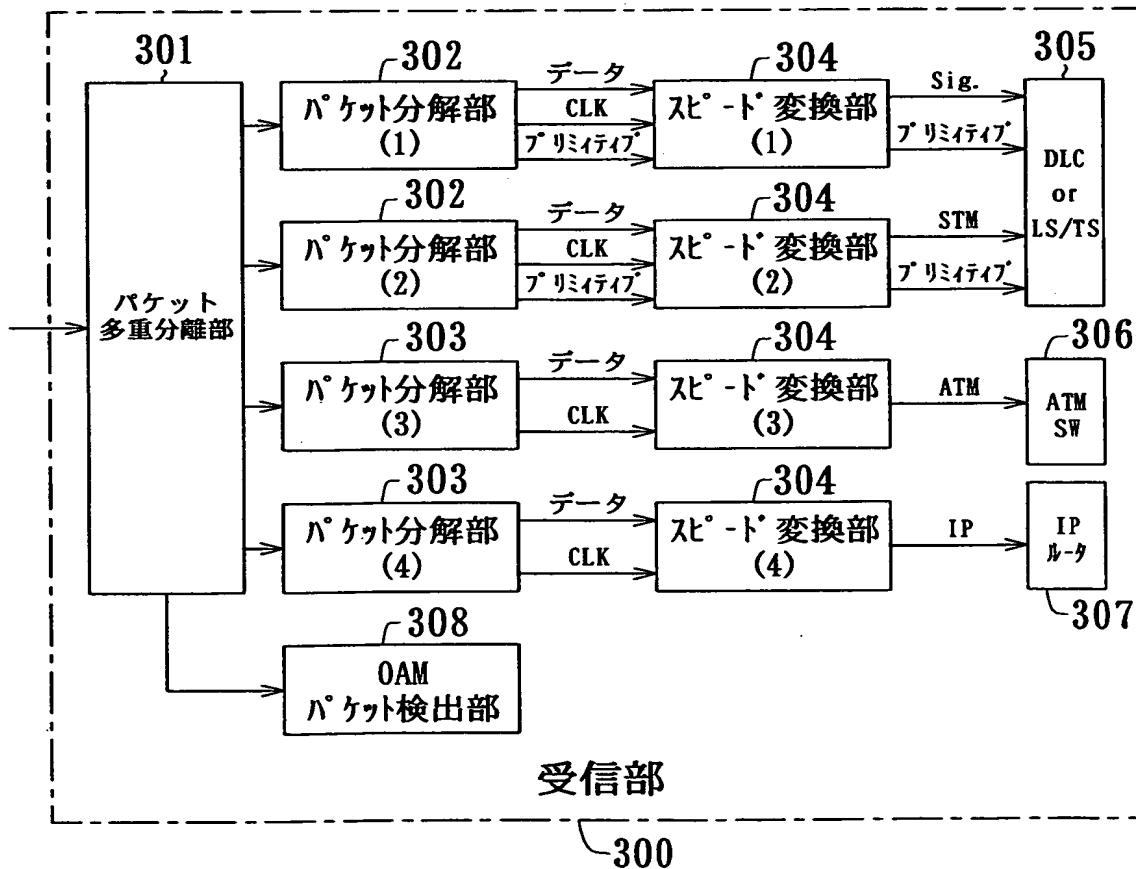 301
パケット
多重分離部
302
パケット分解部
(1)
データ
CLK
プリミィティブ
304
スピード変換部
(1)
Sig.
プリミィティブ
305
DLC
or
LS/TS
302
パケット分解部
(2)
データ
CLK
プリミィティブ
304
スピード変換部
(2)
STM
プリミィティブ
303
パケット分解部
(3)
データ
CLK
304
スピード変換部
(3)
ATM
306
ATM
SW
303
パケット分解部
(4)
データ
CLK
304
スピード変換部
(4)
IP
IP
ルータ
307
308
OAM
パケット検出部
受信部
300